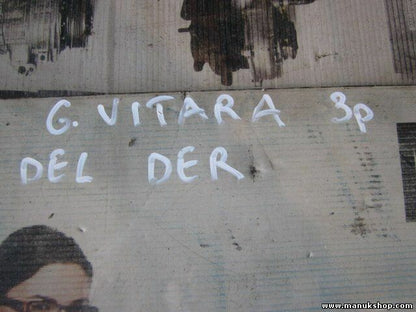 G. VITARA 3p
DEL DER
www.manukshop.com